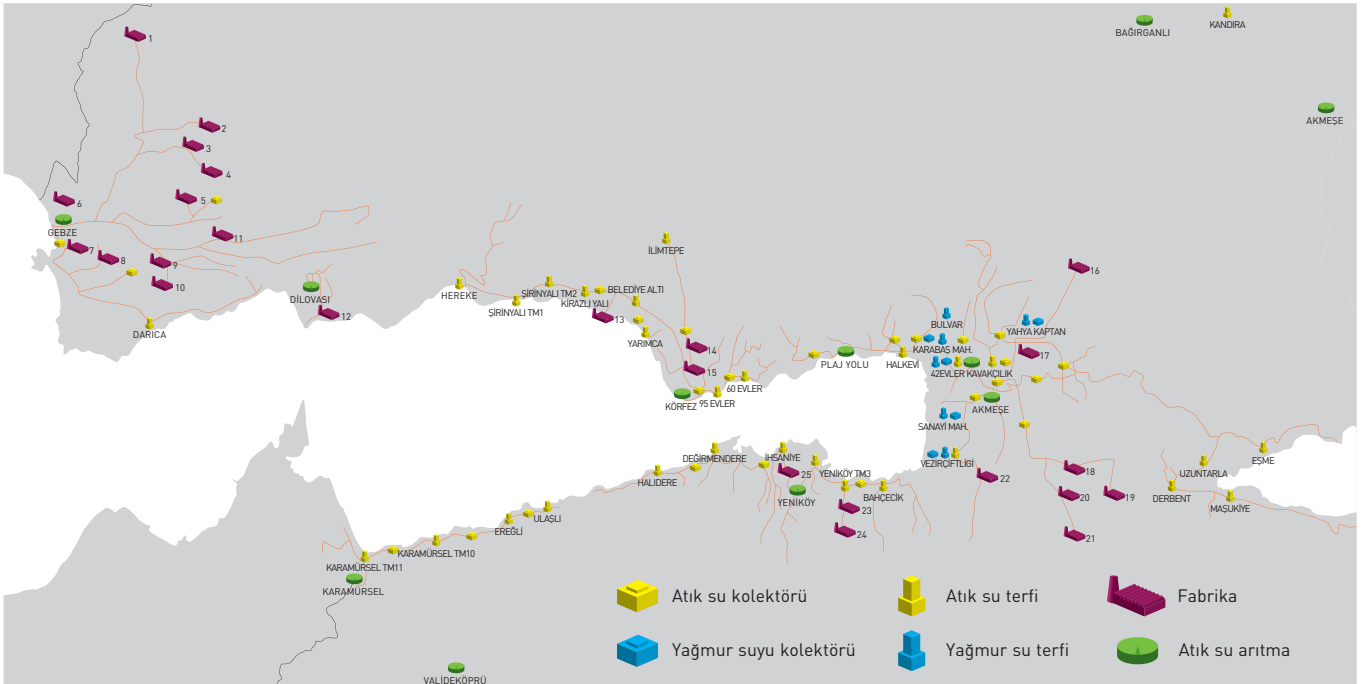 KANDIRA
BAĞIRGANLI
1
AKMEŞE
2
3
4
5
6
GEBZE
7
8
9
10
11
DİLOVASI
12
DARICA
HEREKE
ŞİRİNYALI TM1
ŞİRİNYALI TM2
KİRAZLI YALI
BELEDİYE ALTI
13
YARIMCA
İLİMTEPE
14
15
KÖRFEZ
95 EVLER
60 EVLER
PLAJ YOLU
HALKEVİ
BULVAR
KARABAŞ MAH.
42EVLER
KAVAKÇILIK
YAHYA KAPTAN
16
17
AKMEŞE
SANAYİ MAH.
VEZİRÇİFTLİĞİ
18
19
20
21
22
UZUNTARLA
EŞME
DERBENT
MAŞUKİYE
DEĞİRMENDERE
İHSANİYE
25
YENİKÖY
YENİKÖY TM3
BAHÇECİK
23
24
HALIDERE
ULAŞLI
EREĞLİ
KARAMÜRSEL TM10
KARAMÜRSEL TM11
KARAMÜRSEL
VALİDEKÖPRÜ
Atık su kolektörü
Atık su terfi
Fabrika
Yağmur suyu kolektörü
Yağmur su terfi
Atık su arıtma